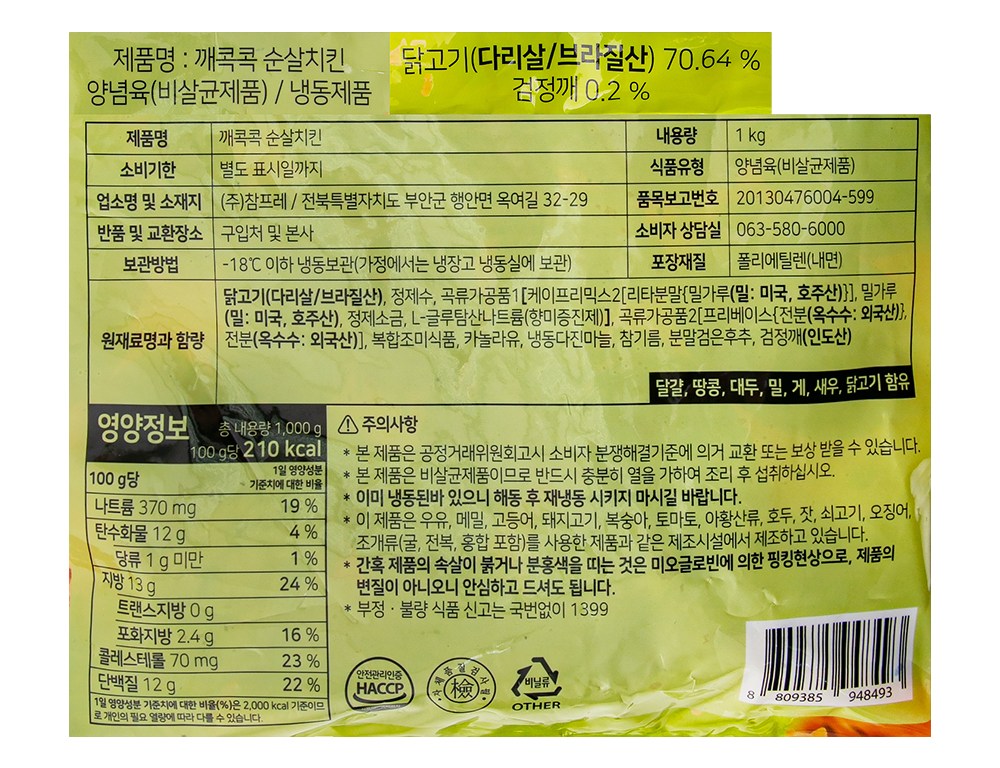 제품명 : 깨콕콕 순살치킨
양념육(비살균제품) / 냉동제품
닭고기(다리살/브라질산) 70.64 %
검정깨 0.2 %
제품명 깨콕콕 순살치킨 내용량 1 kg
소비기한 별도 표시일까지 식품유형 양념육(비살균제품)
업소명 및 소재지 (주)참프레 / 전북특별자치도 부안군 행안면 옥여길 32-29 품목보고번호 20130476004-599
반품 및 교환장소 구입처 및 본사 소비자 상담실 063-580-6000
보관방법 -18℃ 이하 냉동보관(가정에서는 냉장고 냉동실에 보관) 포장재질 폴리에틸렌(내면)
원재료명과 함량
닭고기(다리살/브라질산), 정제수, 곡류가공품1[케이프리믹스2[리타분말{밀가루(밀: 미국, 호주산)}], 밀가루
(밀: 미국, 호주산), 정제소금, L-글루탐산나트륨(향미증진제)], 곡류가공품2[프리베이스{전분(옥수수: 외국산)},
전분(옥수수: 외국산)], 복합조미식품, 카놀라유, 냉동다진마늘, 참기름, 분말검은후추, 검정깨(인도산)
달걀, 땅콩, 대두, 밀, 게, 새우, 닭고기 함유
영양정보
총 내용량 1,000 g
100 g당 210 kcal
100 g당 1일 영양성분
기준치에 대한 비율
나트륨 370 mg 19 %
탄수화물 12 g 4 %
당류 1 g 미만 1 %
지방 13 g 24 %
트랜스지방 0 g
포화지방 2.4 g 16 %
콜레스테롤 70 mg 23 %
단백질 12 g 22 %
1일 영양성분 기준치에 대한 비율(%)은 2,000 kcal 기준이므
로 개인의 필요 열량에 따라 다를 수 있습니다.
주의사항
* 본 제품은 공정거래위원회고시 소비자 분쟁해결기준에 의거 교환 또는 보상 받을 수 있습니다.
* 본 제품은 비살균제품이므로 반드시 충분히 열을 가하여 조리 후 섭취하십시오.
* 이미 냉동된바 있으니 해동 후 재냉동 시키지 마시길 바랍니다.
* 이 제품은 우유, 메밀, 고등어, 돼지고기, 복숭아, 토마토, 아황산류, 호두, 잣, 쇠고기, 오징어,
조개류(굴, 전복, 홍합 포함)를 사용한 제품과 같은 제조시설에서 제조하고 있습니다.
* 간혹 제품의 속살이 붉거나 분홍색을 띠는 것은 미오글로빈에 의한 핑킹현상으로, 제품의
변질이 아니오니 안심하고 드셔도 됩니다.
* 부정 · 불량 식품 신고는 국번없이 1399
안전관리인증
HACCP
檢
비닐류
OTHER
8 809385 948493